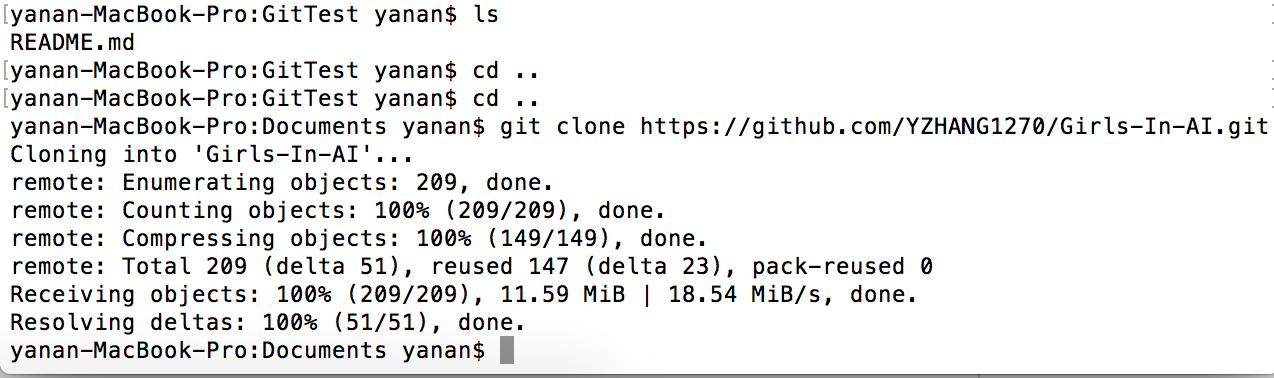 [yanan-MacBook-Pro:GitTest yanan$ ls
README.md
[yanan-MacBook-Pro:GitTest yanan$ cd ..
[yanan-MacBook-Pro:GitTest yanan$ cd ..
yanan-MacBook-Pro:Documents yanan$ git clone https://github.com/YZHANG1270/Girls-In-AI.git
Cloning into 'Girls-In-AI'...
remote: Enumerating objects: 209, done.
remote: Counting objects: 100% (209/209), done.
remote: Compressing objects: 100% (149/149), done.
remote: Total 209 (delta 51), reused 147 (delta 23), pack-reused 0
Receiving objects: 100% (209/209), 11.59 MiB | 18.54 MiB/s, done.
Resolving deltas: 100% (51/51), done.
yanan-MacBook-Pro:Documents yanan$